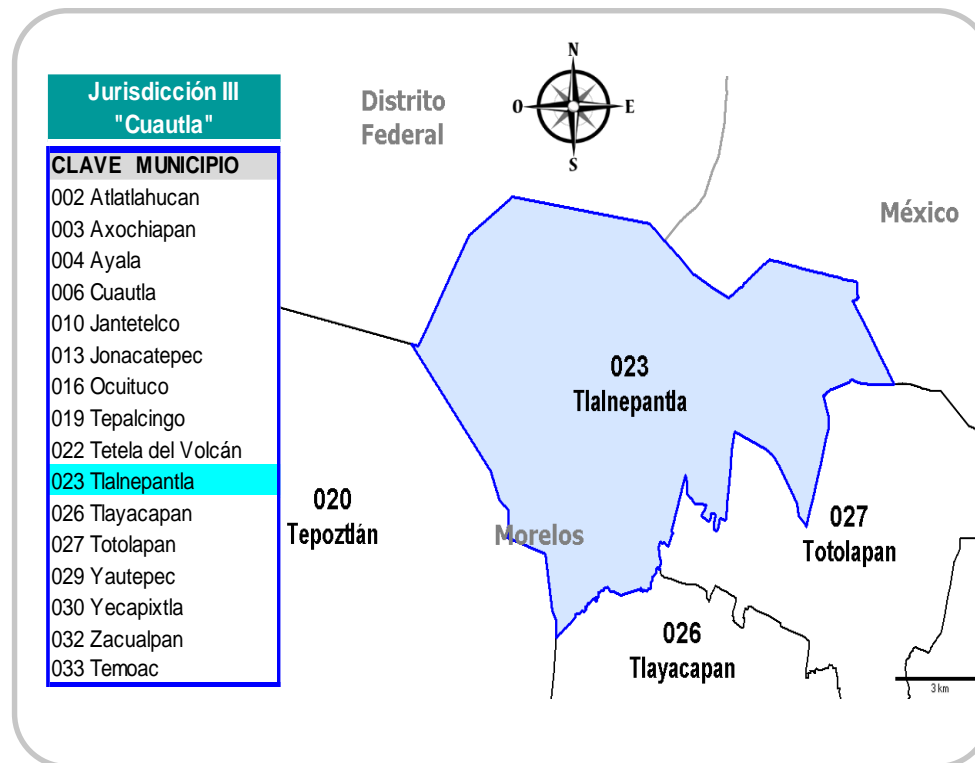 Jurisdicción III
"Cuautla"
CLAVE MUNICIPIO
002 Atlatlahucan
003 Axochiapan
004 Ayala
006 Cuautla
010 Jantetelco
013 Jonacatepec
016 Ocuituco
019 Tepalcingo
022 Tetela del Volcán
023 Tlalnepantla
026 Tlayacapan
027 Totolapan
029 Yautepec
030 Yecapixtla
032 Zacualpan
033 Temoac
Distrito
Federal
N
O
E
S
México
023
Tlalnepantla
020
Tepoztlán
Morelos
027
Totolapan
026
Tlayacapan
3 km